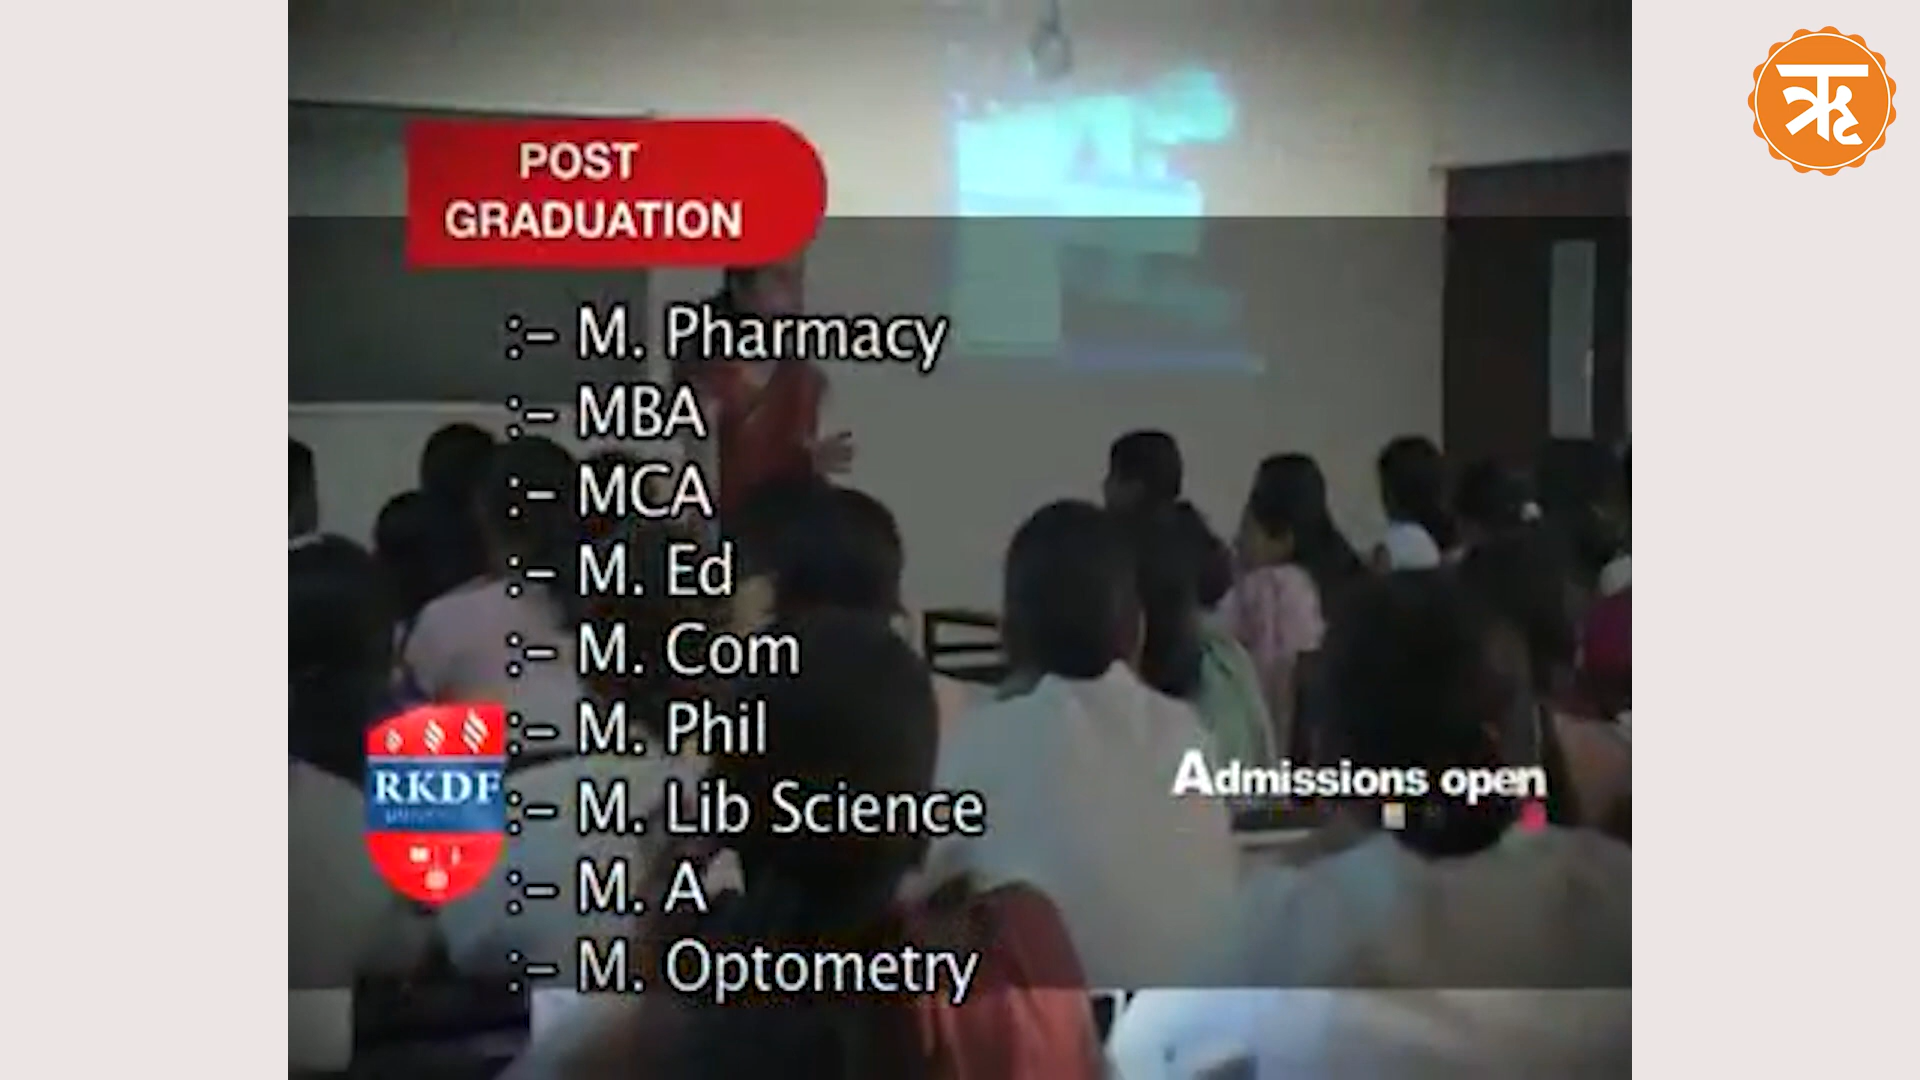 ऋ
POST
GRADUATION
:– M. Pharmacy
:– MBA
:– MCA
:– M. Ed
:– M. Com
:– M. Phil
:– M. Lib Science
:– M. A
:– M. Optometry
RKDF
Admissions open